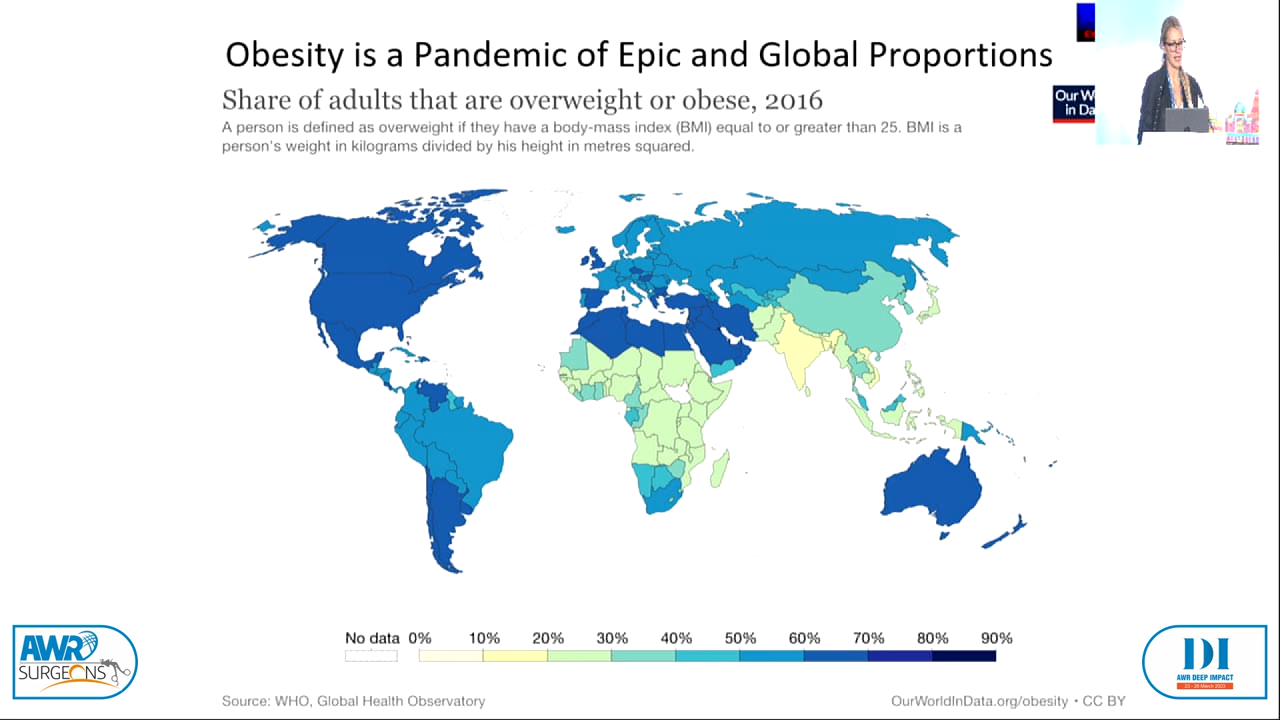 Obesity is a Pandemic of Epic and Global Proportions
Share of adults that are overweight or obese, 2016
Our W
in Da
A person is defined as overweight if they have a body-mass index (BMI) equal to or greater than 25. BMI is a
person's weight in kilograms divided by his height in metres squared.
No data 0% 10% 20% 30% 40% 50% 60% 70% 80% 90%
AWR
SURGEONS
DI
AWR DEEP IMPACT
Source: WHO, Global Health Observatory
OurWorldInData.org/obesity • CC BY